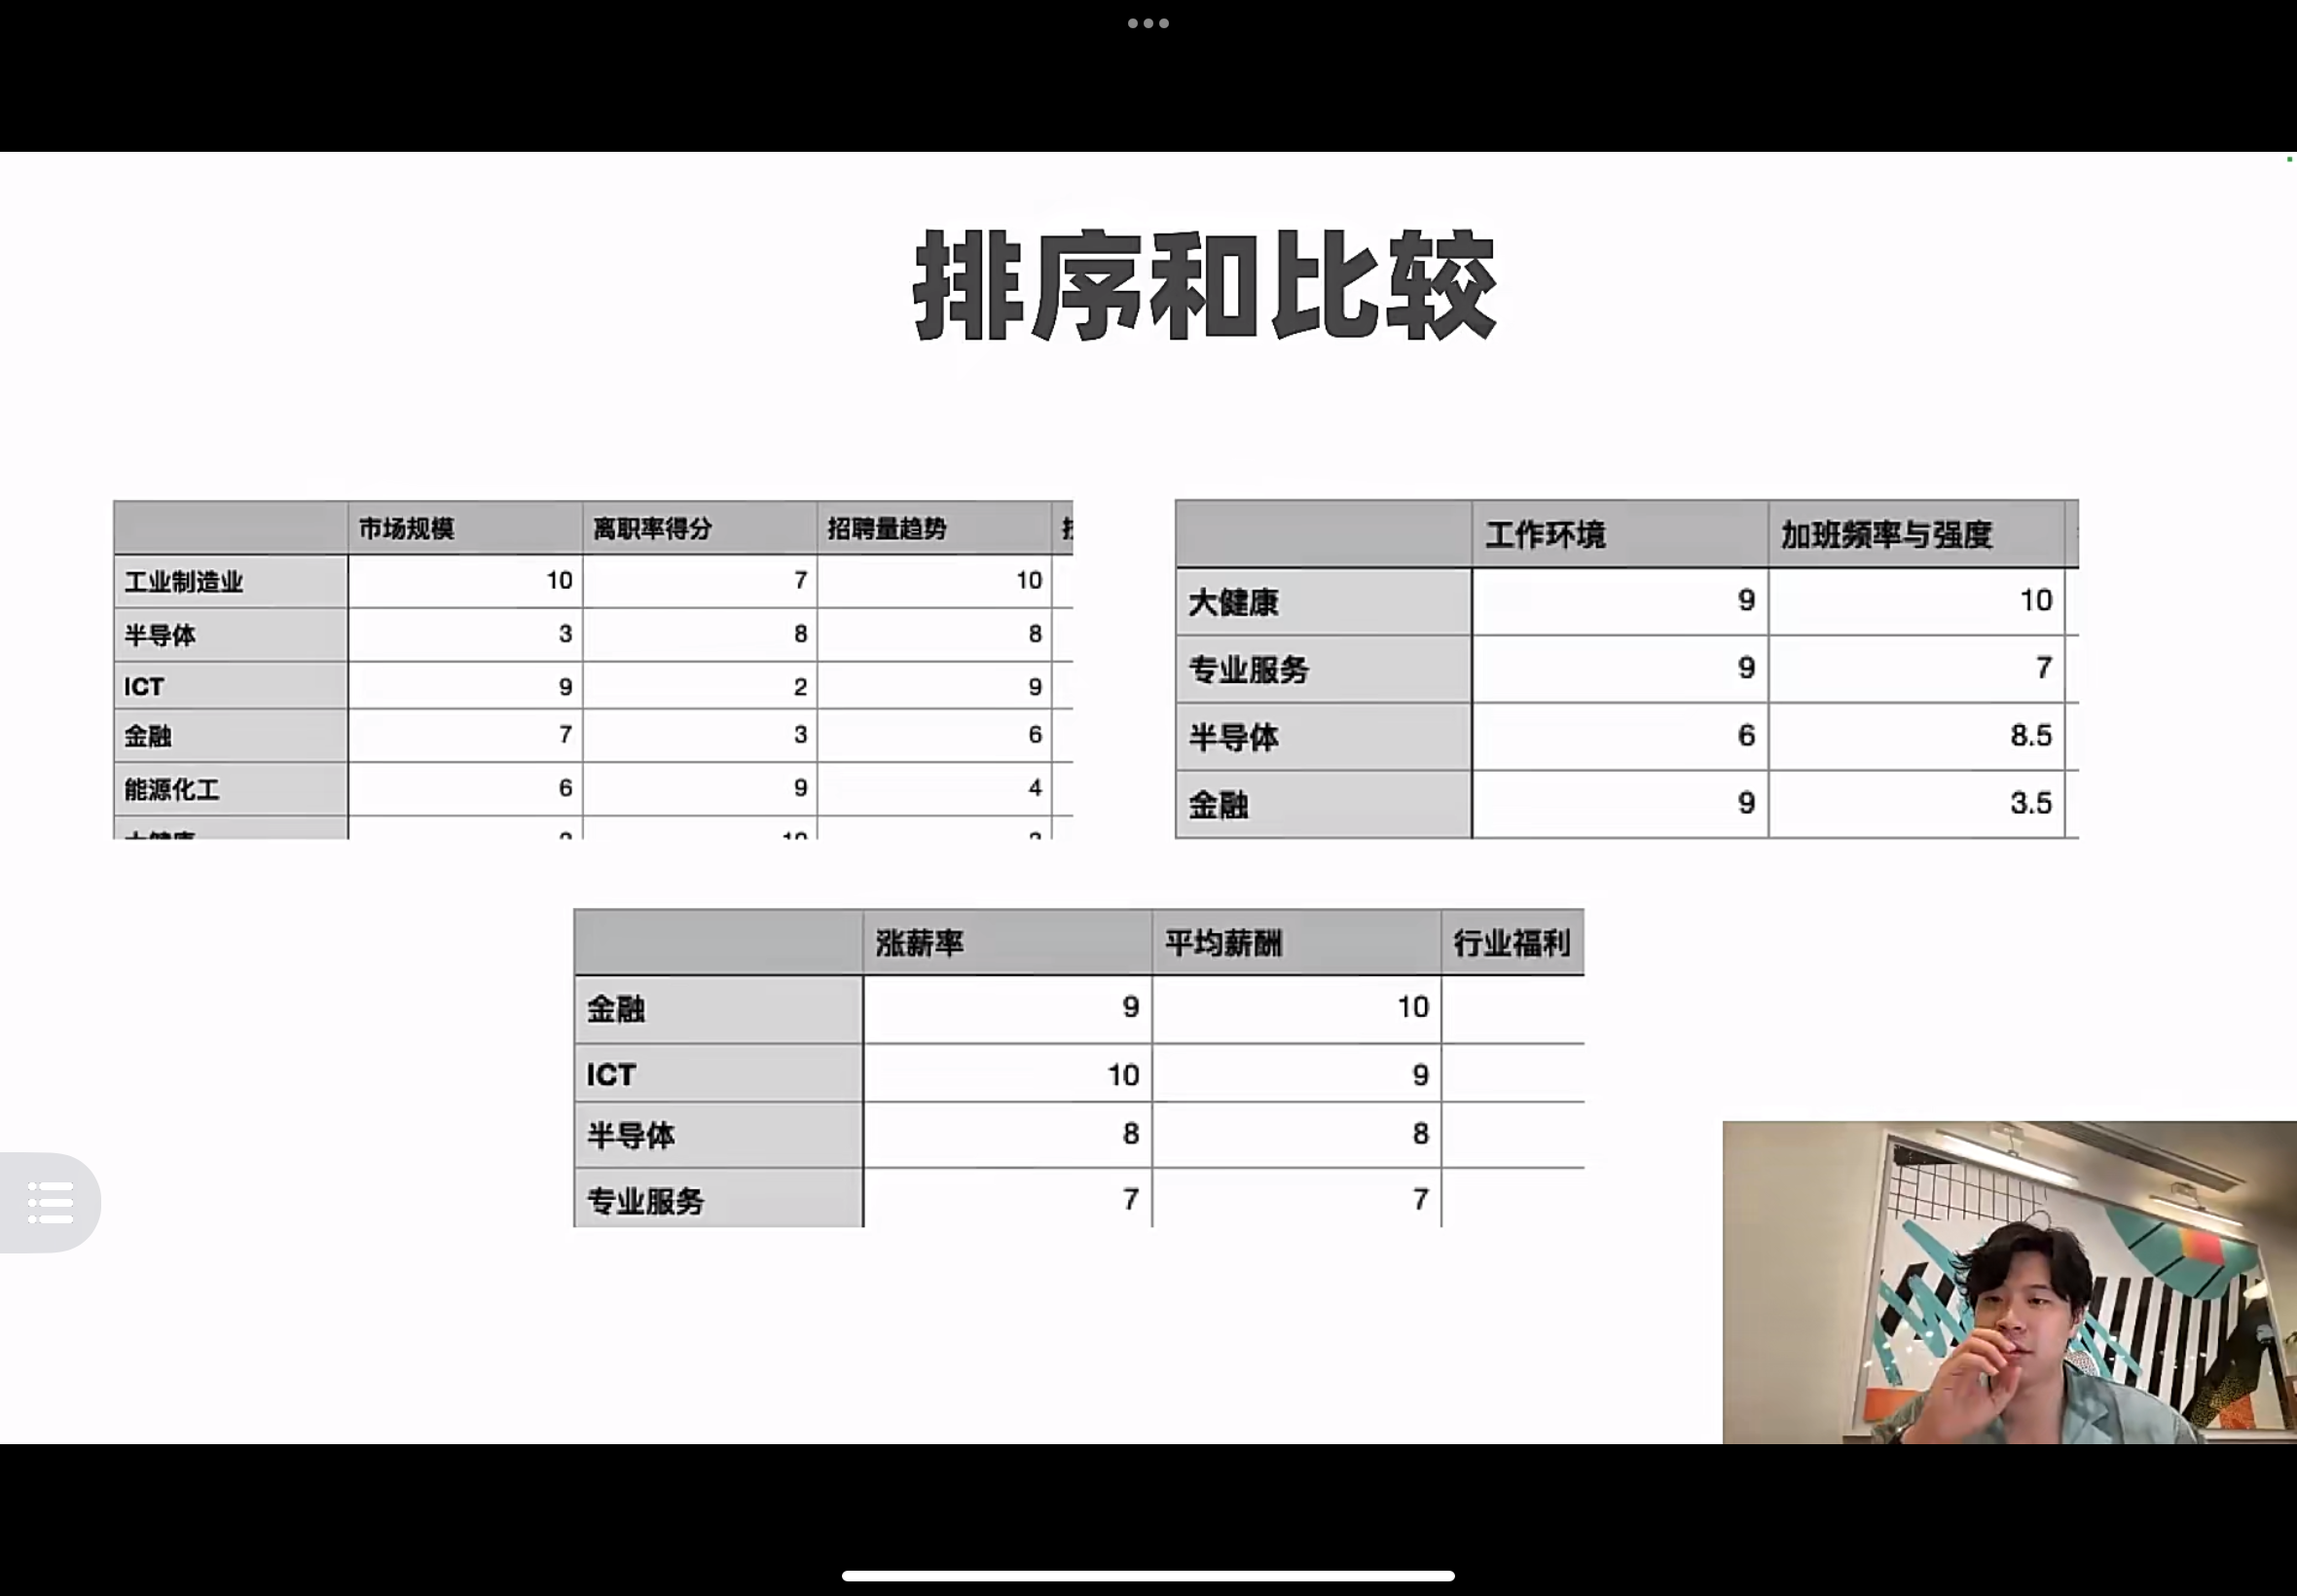 排序和比较
市场规模 离职率得分 招聘量趋势
工业制造业 10 7 10
半导体 3 8 8
ICT 9 2 9
金融 7 3 6
能源化工 6 9 4
工作环境 加班频率与强度
大健康 9 10
专业服务 9 7
半导体 6 8.5
金融 9 3.5
涨薪率 平均薪酬 行业福利
金融 9 10
ICT 10 9
半导体 8 8
专业服务 7 7